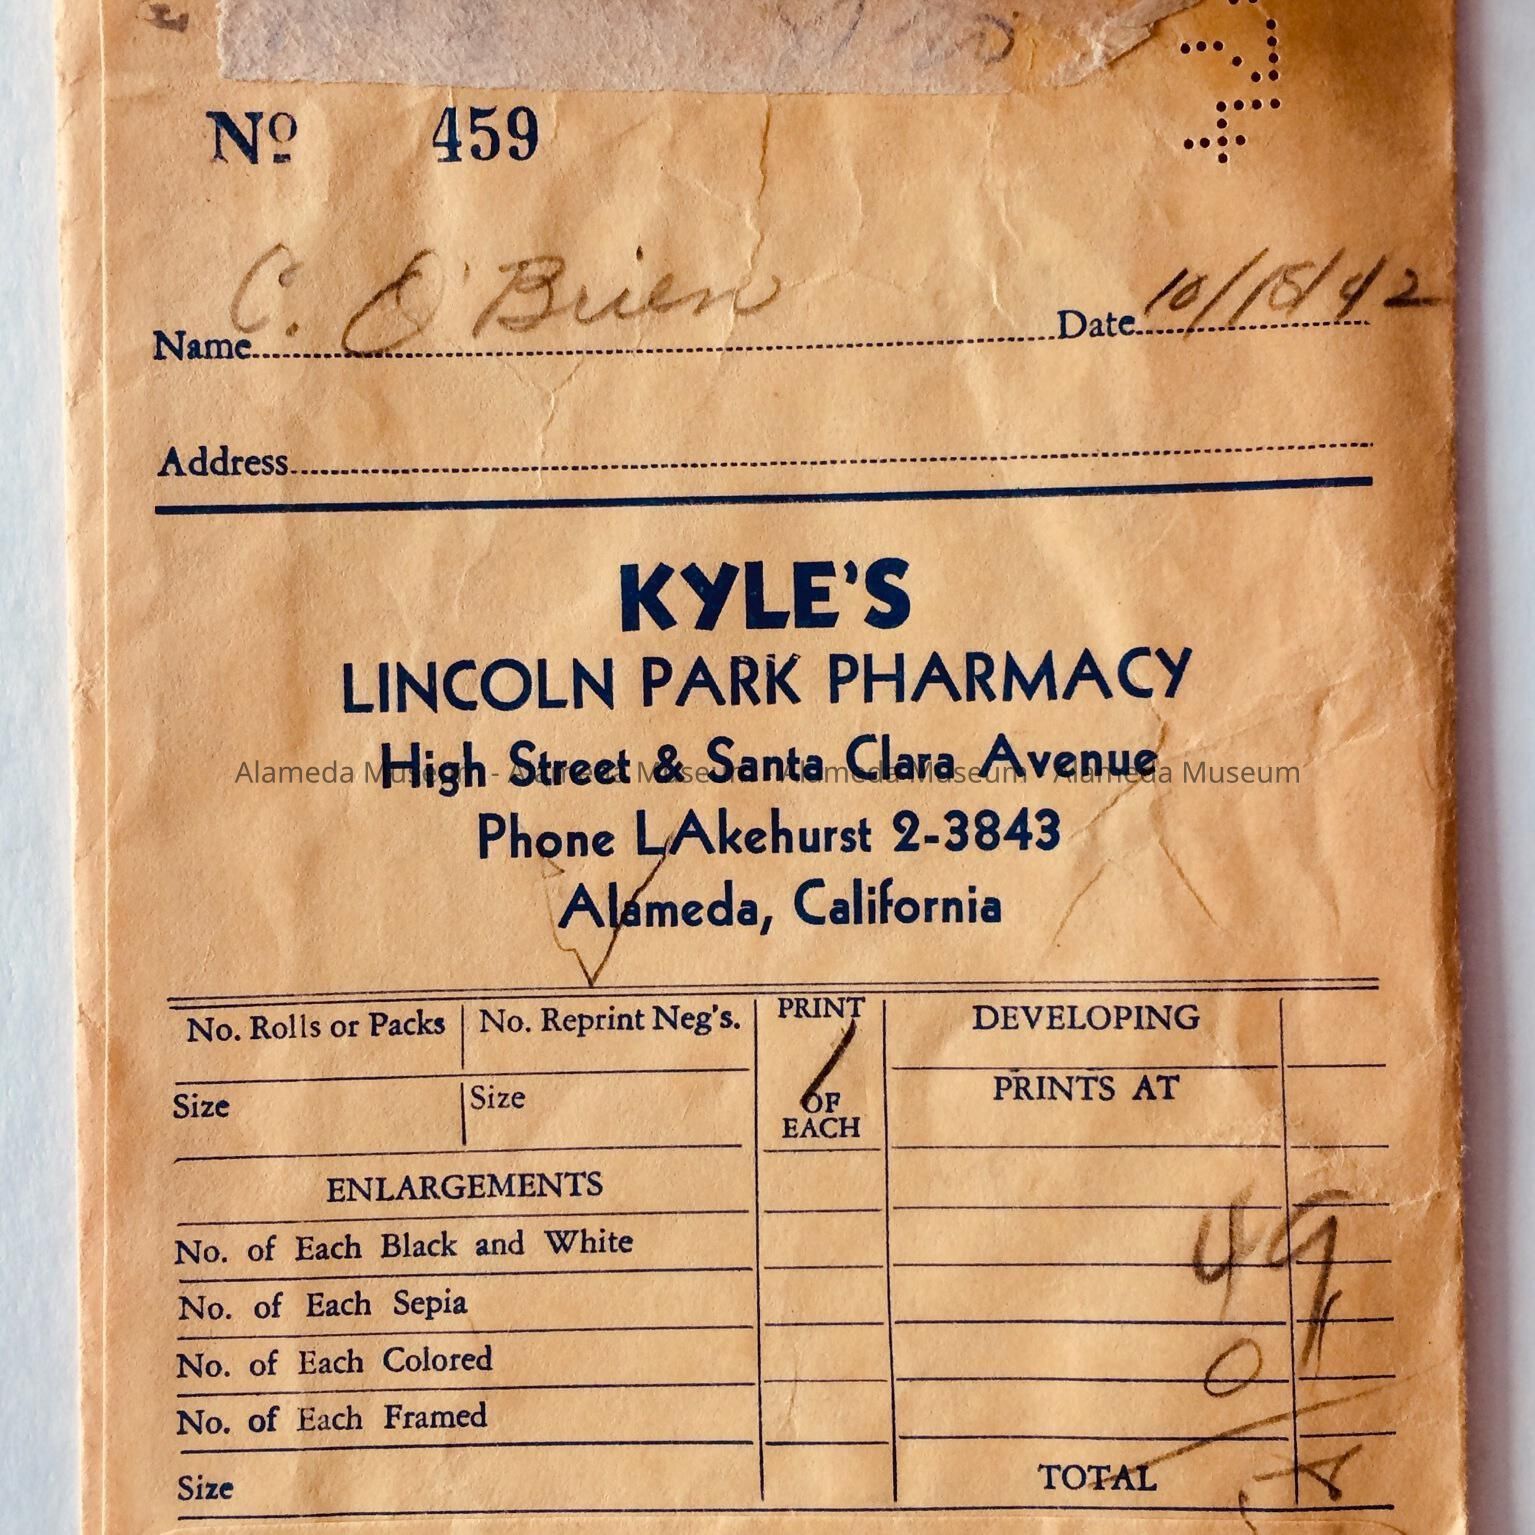 Nº 459
Name C. O'Brien Date 10/15/42
Address
KYLE'S
LINCOLN PARK PHARMACY
High Street & Santa Clara Avenue
Alameda Museum - Alameda Museum - Alameda Museum - Alameda Museum
Phone LAkehurst 2-3843
Alameda, California
No. Rolls or Packs No. Reprint Neg's. PRINT DEVELOPING
1
Size Size OF PRINTS AT
EACH
ENLARGEMENTS
No. of Each Black and White 49
No. of Each Sepia
No. of Each Colored 0
No. of Each Framed
Size TOTAL